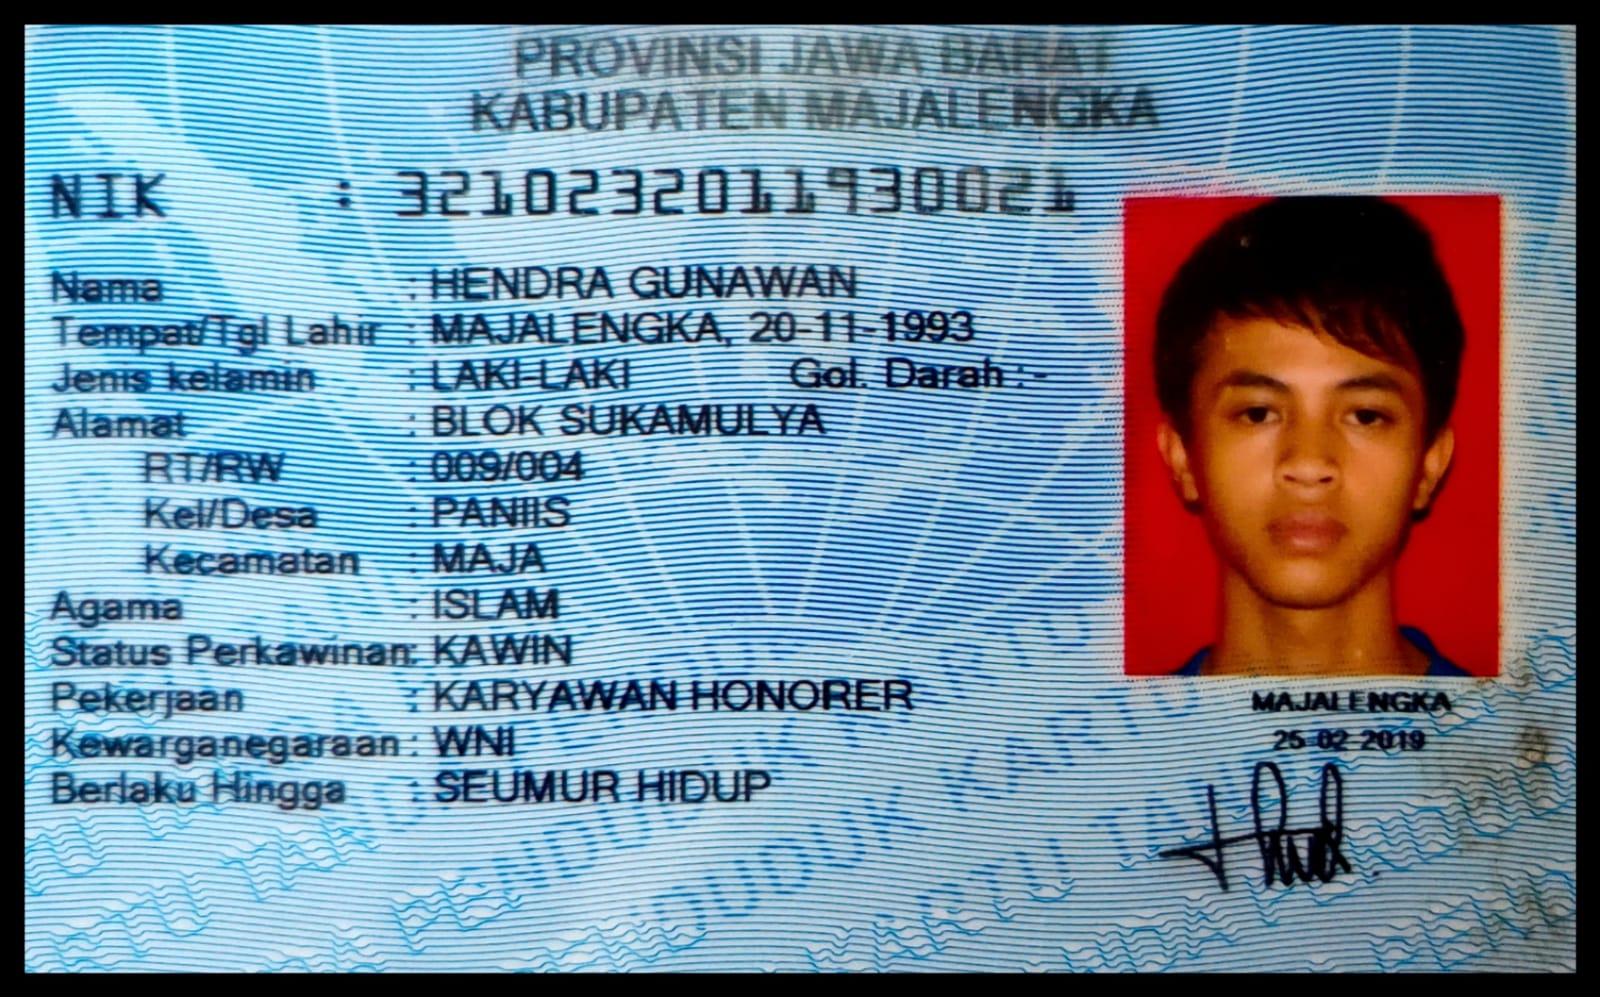 PROVINSI JAWA BARAT
KABUPATEN MAJALENGKA
NIK : 3210232011930021
Nama : HENDRA GUNAWAN
Tempat/Tgl Lahir : MAJALENGKA, 20-11-1993
Jenis kelamin : LAKI-LAKI Gol. Darah : -
Alamat : BLOK SUKAMULYA
RT/RW : 009/004
Kel/Desa : PANIIS
Kecamatan : MAJA
Agama : ISLAM
Status Perkawinan: KAWIN
Pekerjaan : KARYAWAN HONORER
Kewarganegaraan : WNI
Berlaku Hingga : SEUMUR HIDUP
MAJALENGKA
25-02-2019